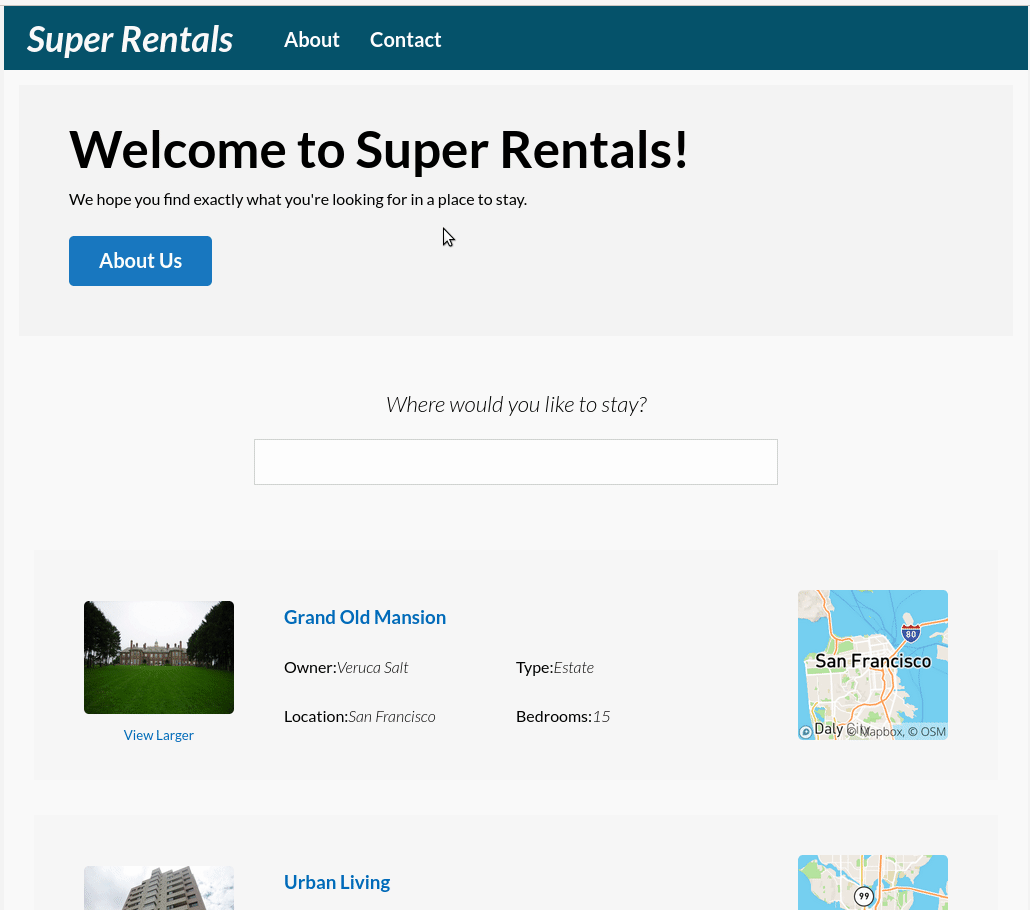 Super Rentals About Contact
Welcome to Super Rentals!
We hope you find exactly what you're looking for in a place to stay.
About Us
Where would you like to stay?
Grand Old Mansion
Owner:Veruca Salt Type:Estate
Location:San Francisco Bedrooms:15
View Larger
80
San Francisco
Daly City
© Mapbox, © OSM
Urban Living
99